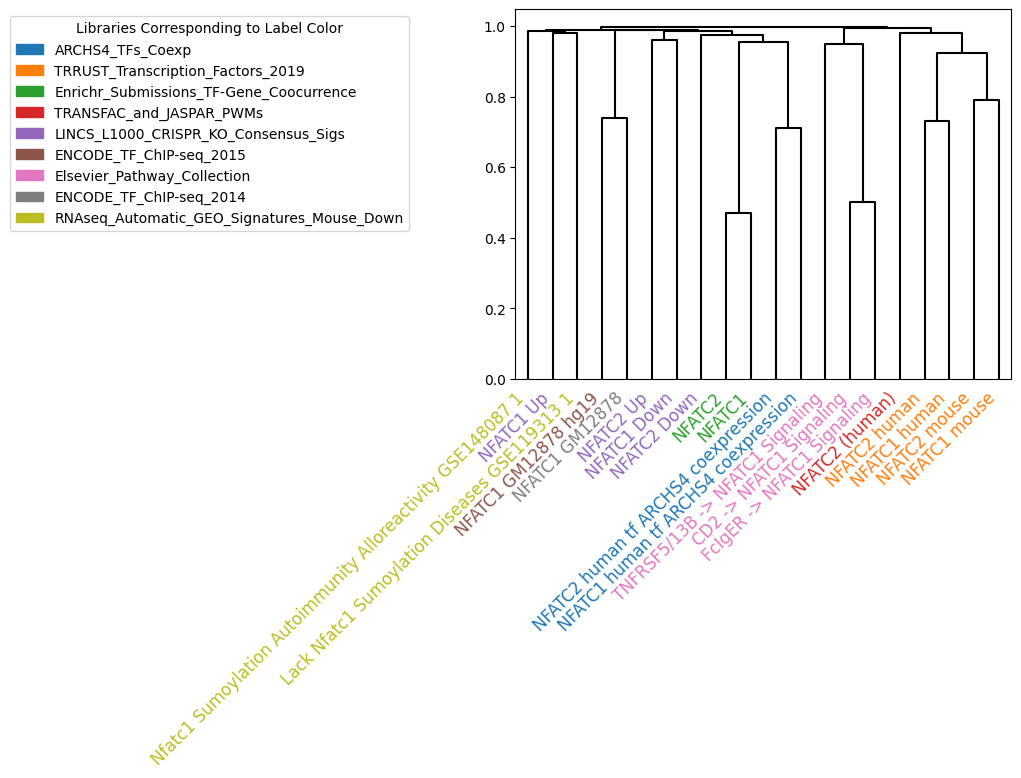 Libraries Corresponding to Label Color
ARCHS4_TFs_Coexp
TRRUST_Transcription_Factors_2019
Enrichr_Submissions_TF-Gene_Coocurrence
TRANSFAC_and_JASPAR_PWMs
LINCS_L1000_CRISPR_KO_Consensus_Sigs
ENCODE_TF_ChIP-seq_2015
Elsevier_Pathway_Collection
ENCODE_TF_ChIP-seq_2014
RNAseq_Automatic_GEO_Signatures_Mouse_Down
1.0
0.8
0.6
0.4
0.2
0.0
Nfatc1 Sumoylation Autoimmunity Alloreactivity GSE148087 1
NFATC1 Up
Lack Nfatc1 Sumoylation Diseases GSE119313 1
NFATC1 GM12878 hg19
NFATC1 GM12878
NFATC2 Up
NFATC1 Down
NFATC2 Down
NFATC2
NFATC1
NFATC2 human tf ARCHS4 coexpression
NFATC1 human tf ARCHS4 coexpression
TNFRSF5/13B -> NFATC1 Signaling
CD2 -> NFATC1 Signaling
FcIgER -> NFATC1 Signaling
NFATC2 (human)
NFATC2 human
NFATC1 human
NFATC2 mouse
NFATC1 mouse